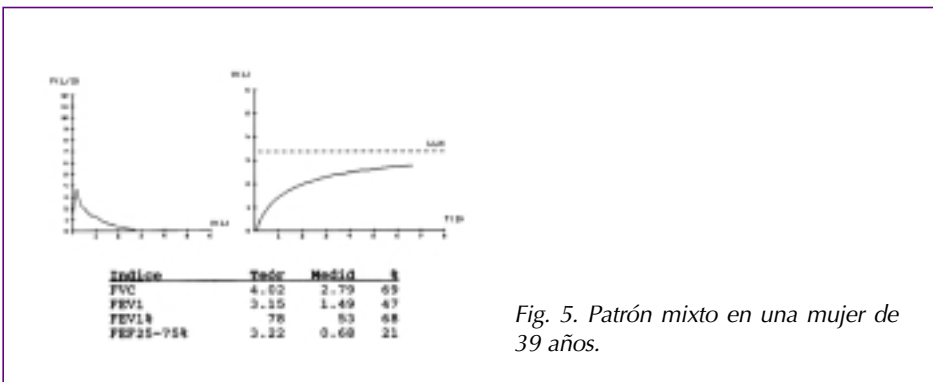 F(L/S)
V(L)
LLN
V(L)
T(S)
Indice Teór Medid %
FVC 4.02 2.79 69
FEV1 3.15 1.49 47
FEV1% 78 53 68
FEF25-75% 3.22 0.68 21
Fig. 5. Patrón mixto en una mujer de
39 años.